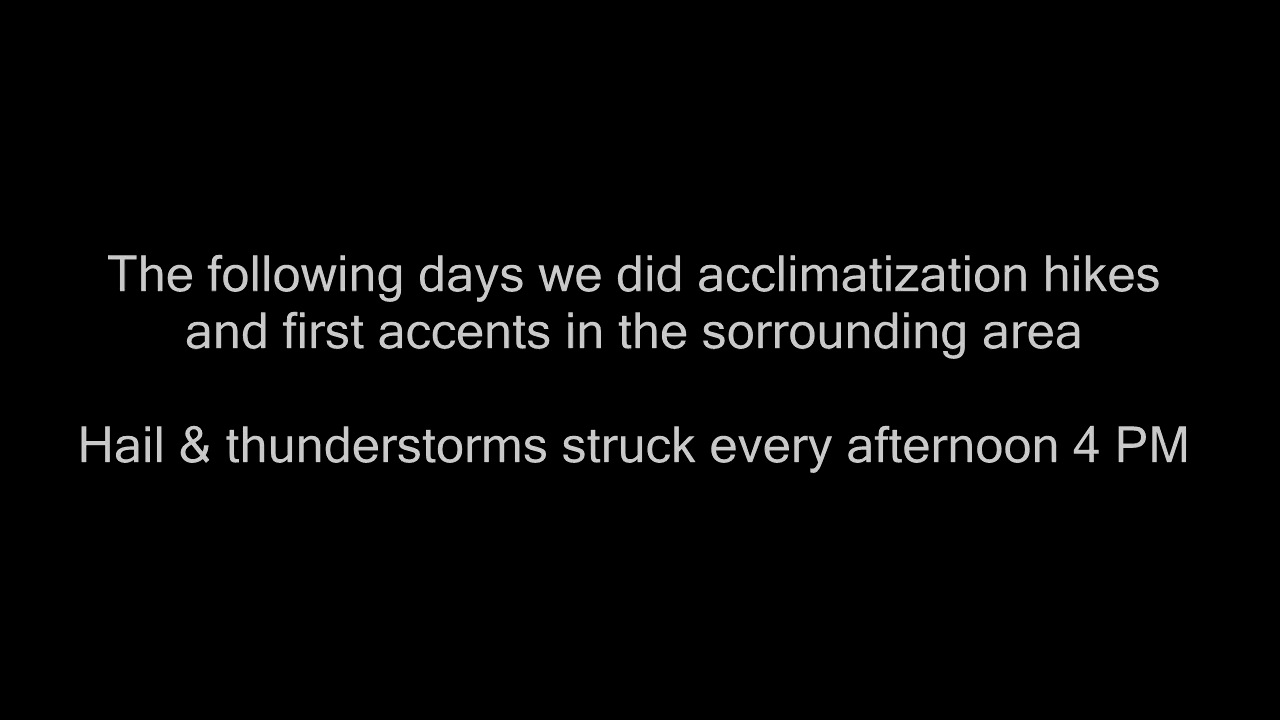 The following days we did acclimatization hikes
and first accents in the sorrounding area
Hail & thunderstorms struck every afternoon 4 PM